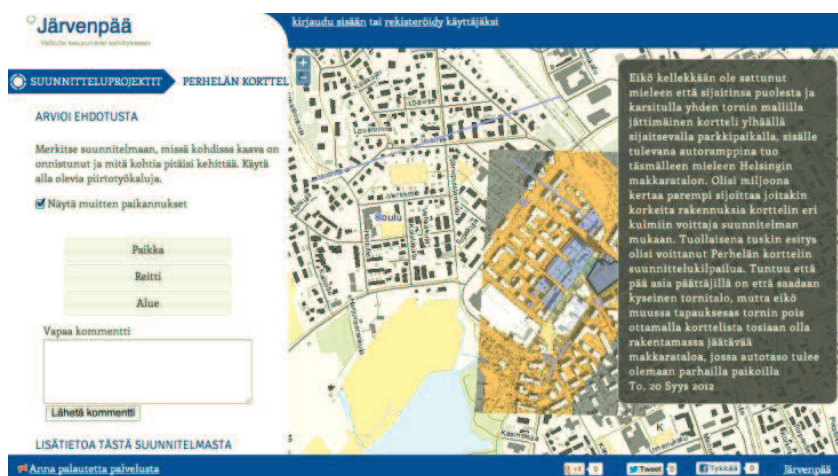 Järvenpää
kirjaudu sisään tai rekisteröidy käyttäjäksi
SUUNNITTELUPROJEKTIT
PERHELÄN KORTTEL
ARVIOI EHDOTUSTA
Merkitse suunnitelmaan, missä kohdissa kaava on
onnistunut ja mitä kohtia pitäisi kehittää. Käytä
alla olevia piirtotyökaluja.
Näytä muitten paikannukset
Paikka
Reitti
Alue
Vapaa kommentti
Lähetä kommentti
LISÄTIETOA TÄSTÄ SUUNNITELMASTA
Koulu
Eikö kellekkään ole sattunut
mieleen että sijaitinsa puolesta ja
karsitulla yhden tornin mallilla
jättimäinen kortteli ylhäällä
sijaitsevalla parkkipaikalla, sisälle
tulevana autoramppina tuo
täsmälleen mieleen Helsingin
makkaratalon. Olisi miljoona
kertaa parempi sijoittaa joitakin
korkeita rakennuksia korttelin eri
kulmiin voittaja suunnitelman
mukaan. Tuollaisena tuskin esitys
olisi voittanut Perhelän korttelin
suunnittelukilpailua. Tuntuu että
pää asia päättäjillä on että saadaan
kyseinen tornitalo, mutta eikö
muussa tapauksesas tornin pois
ottamalla korttelista tosiaan olla
rakentamassa jäätävää
makkarataloa, jossa autotaso tulee
olemaan parhailla paikoilla
To, 20 Syys 2012
Anna palautetta palvelusta
+1 0
Tweet 0
Tykkää 0
Järvenpää